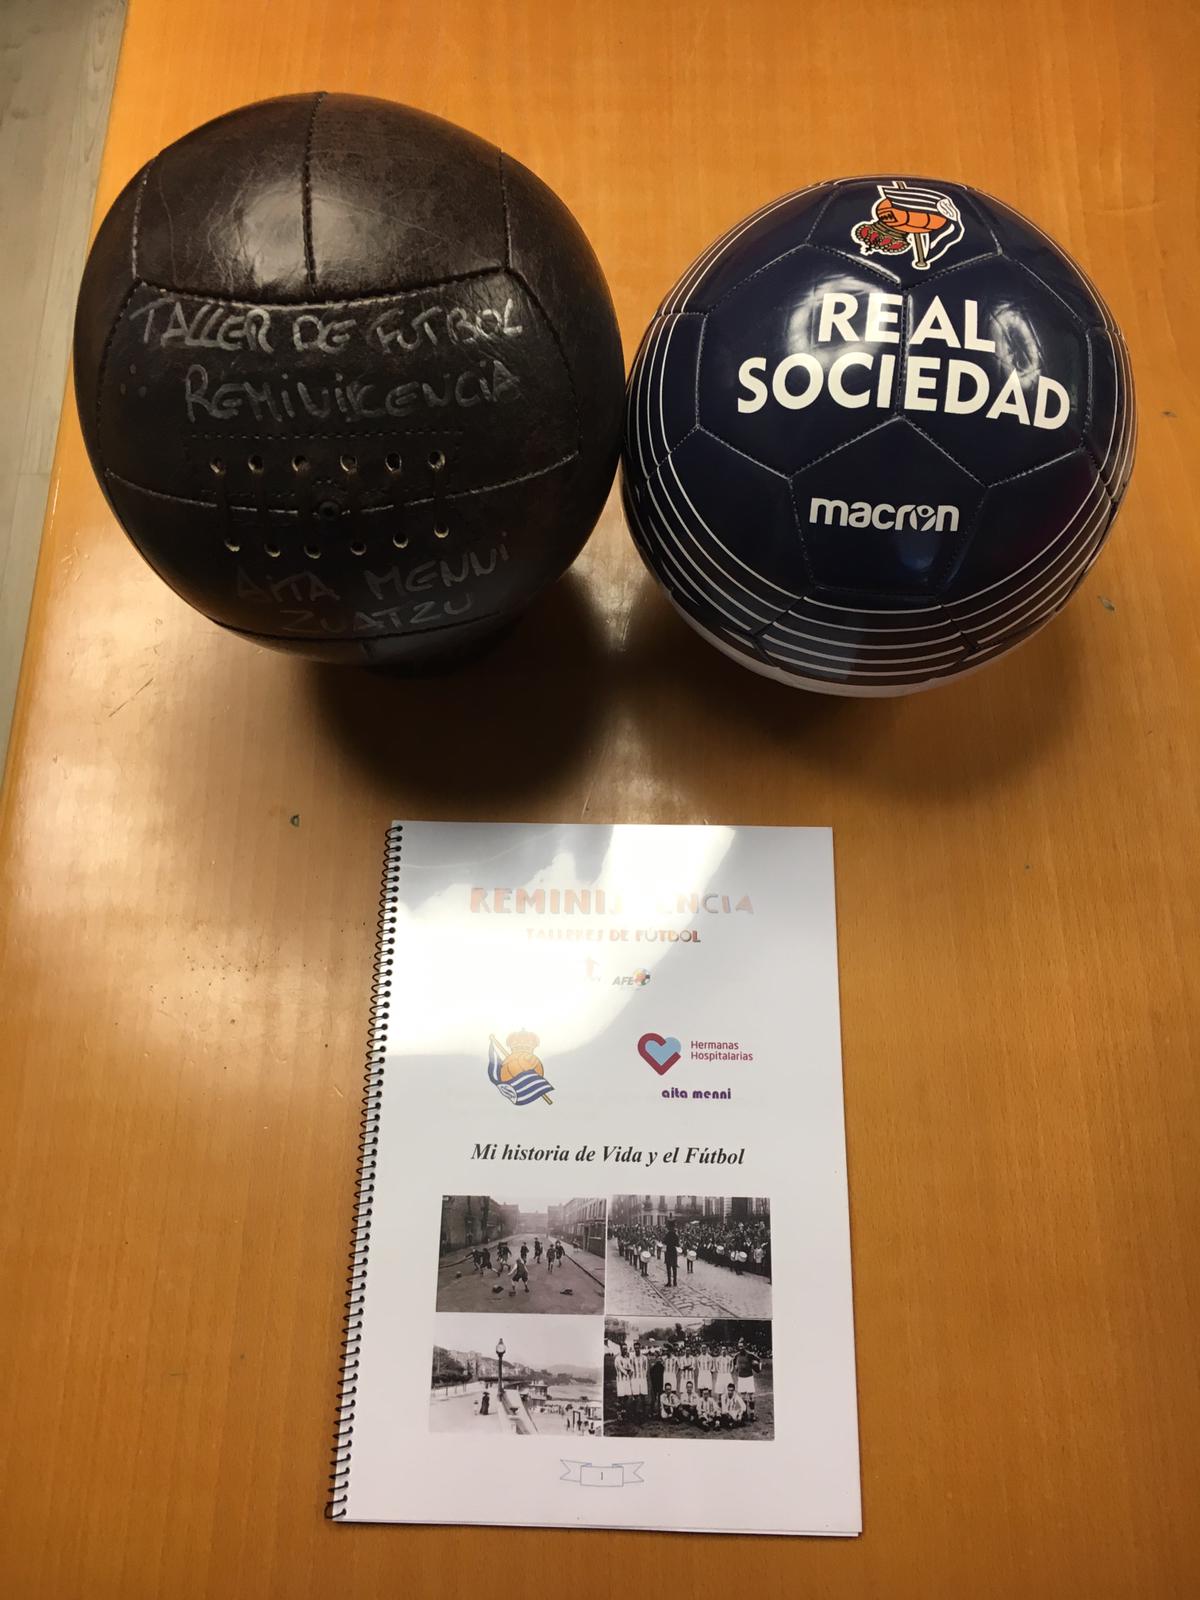 TALLER DE FUTBOL
REMINISCENCIA
AITA MENNI
ZUATZU
REAL
SOCIEDAD
macron
REMINISCENCIA
TALLERES DE FÚTBOL
AFE
Hermanas
Hospitalarias
aita menni
Mi historia de Vida y el Fútbol
1